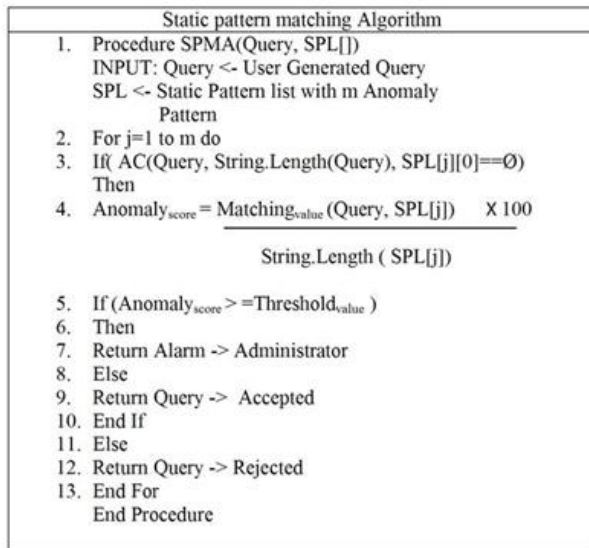 Static pattern matching Algorithm
1. Procedure SPMA(Query, SPL[])
INPUT: Query <- User Generated Query
SPL <- Static Pattern list with m Anomaly
Pattern
2. For j=1 to m do
3. If( AC(Query, String.Length(Query), SPL[j][0]==Ø)
Then
4. Anomalyscore = Matchingvalue (Query, SPL[j]) X 100
String.Length ( SPL[j])
5. If (Anomalyscore > =Thresholdvalue )
6. Then
7. Return Alarm -> Administrator
8. Else
9. Return Query -> Accepted
10. End If
11. Else
12. Return Query -> Rejected
13. End For
End Procedure